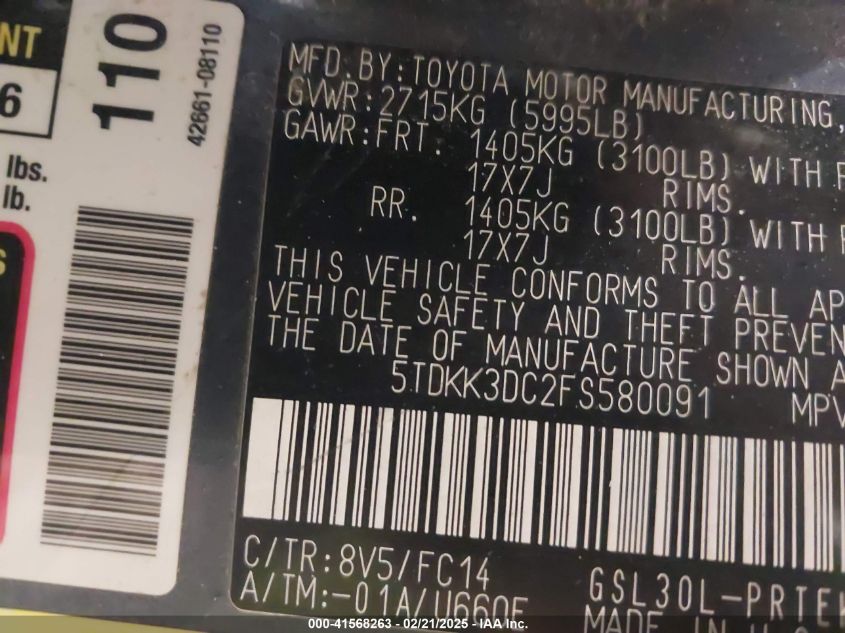 NT
6
lbs.
lb.
S
110
42661-08110
MFD.BY:TOYOTA MOTOR MANUFACTURING,
GVWR:2715KG (5995LB)
GAWR:FRT. 1405KG (3100LB) WITH
17X7J RIMS.
RR. 1405KG (3100LB) WITH
17X7J RIMS.
THIS VEHICLE CONFORMS TO ALL AP
VEHICLE SAFETY AND THEFT PREVEN
THE DATE OF MANUFACTURE SHOWN A
5TDKK3DC2FS580091 MPV
C/TR:8V5/FC14 GSL30L-PRTEK
A/TM:-01A/U660E MADE IN U.S
000-41568263 - 02/21/2025 - IAA, Inc.